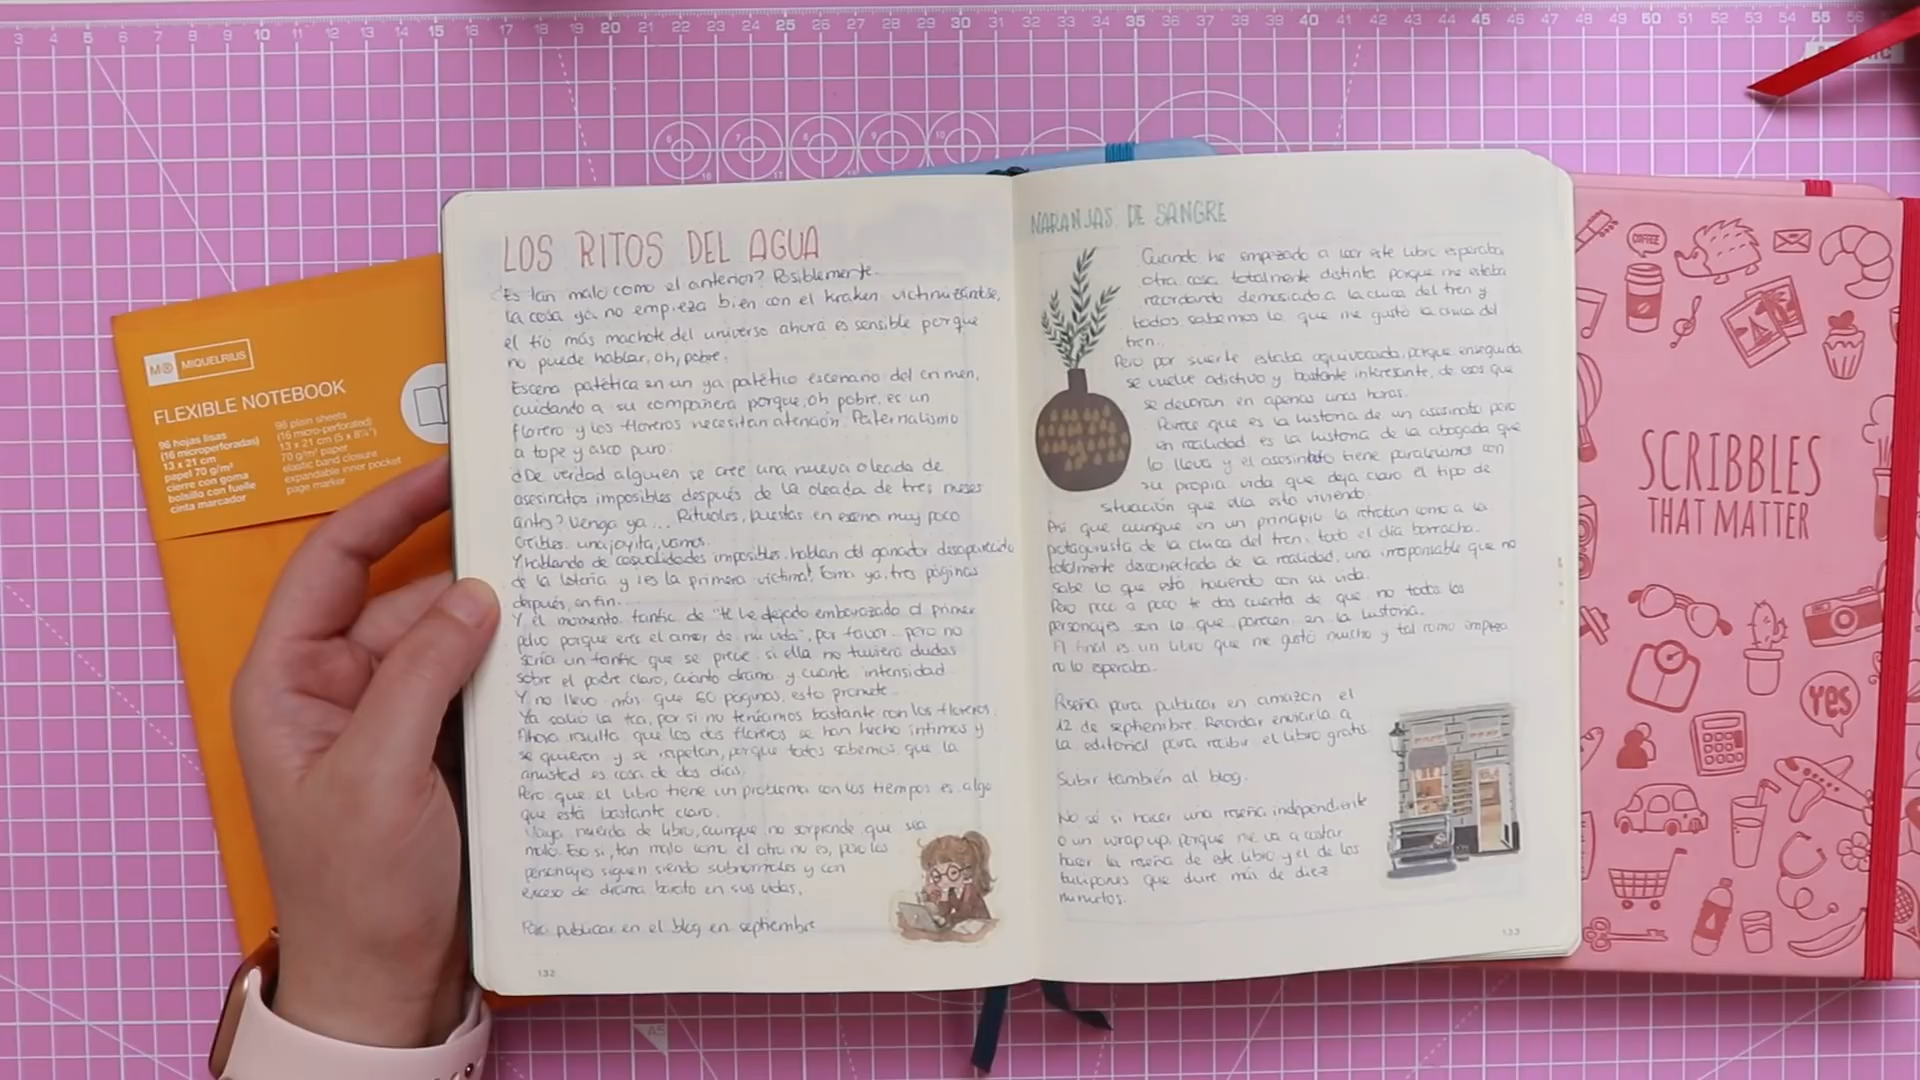 MR MIQUELRIUS
FLEXIBLE NOTEBOOK
96 hojas lisas
(16 microperforadas)
13 x 21 cm
papel 70 g/m²
cierre con goma
bolsillo con fuelle
cinta marcador
96 plain sheets
(16 micro-perforated)
13 x 21 cm (5 x 8¼")
70 g/m² paper
elastic band closure
expandable inner pocket
page marker
LOS RITOS DEL AGUA
Es tan malo como el anterior? Posiblemente.
la cosa ya no empieza bien con el kraken victimizándose,
el tío más machote del universo ahora es sensible porque
no puede hablar, oh, pobre.
Escena patética en un ya patético escenario del crimen,
cuidando a su compañera porque, oh pobre, es un
florero y los floreros necesitan atención. Paternalismo
a tope y asco puro.
¿De verdad alguien se cree una nueva oleada de
asesinatos imposibles después de la oleada de tres meses
antes? Venga ya... Rituales, puestas en escena muy poco
creíbles. una joyita, vamos.
Y hablando de casualidades imposibles. hablan del ganador desaparecido
de la lotería y ¡es la primera víctima! Toma ya, tres páginas
después, en fin.
Y el momento fanfic de "te he dejado embarazada al primer
polvo porque eres el amor de mi vida", por favor... pero no
sería un fanfic que se precie si ella no tuviera dudas
sobre el padre claro, cuánto drama y cuánta intensidad
Y no llevo más que 60 páginas, esto promete.
Ya salió la tca, por si no teníamos bastante con los floreros.
Ahora resulta que los dos floreros se han hecho íntimos y
se quieren y se respetan, porque todos sabemos que la
amistad es cosa de dos días.
Pero que el libro tiene un problema con los tiempos es algo
que está bastante claro.
Vaya mierda de libro, aunque no sorprende que sea
malo. Eso si, tan malo como el otro no es, pero los
personajes siguen siendo subnormales y con
exceso de drama barato en sus vidas.
Para publicar en el blog en septiembre
132
NARANJAS DE SANGRE
Cuando he empezado a leer este libro esperaba
otra cosa totalmente distinta porque me estaba
recordando demasiado a la chica del tren y
todos sabemos lo que me gustó la chica del
tren...
Pero por suerte estaba equivocada, porque enseguida
se vuelve adictivo y bastante interesante, de esos que
se devoran en apenas unas horas.
Parece que es la historia de un asesinato pero
en realidad es la historia de la abogada que
lo lleva y el asesinato tiene paralelismos con
su propia vida que deja claro el tipo de
situación que ella está viviendo.
Así que aunque en un principio la retratan como a la
protagonista de la chica del tren, todo el día borracha.
totalmente desconectada de la realidad, una irresponsable que no
sabe lo que está haciendo con su vida.
Pero poco a poco te das cuenta de que no todos los
personajes son lo que parecen en la historia.
Al final es un libro que me gustó mucho y tal como empieza
no lo esperaba.
Reseña para publicar en amazon el
12 de septiembre. Recordar enviarla a
la editorial para recibir el libro gratis.
Subir también al blog.
No sé si hacer una reseña independiente
o un wrap up, porque me va a costar
hacer la reseña de este libro y el de los
tulipanes que dure más de diez
minutos.
133
COFFEE
SCRIBBLES
THAT MATTER
YES
A5